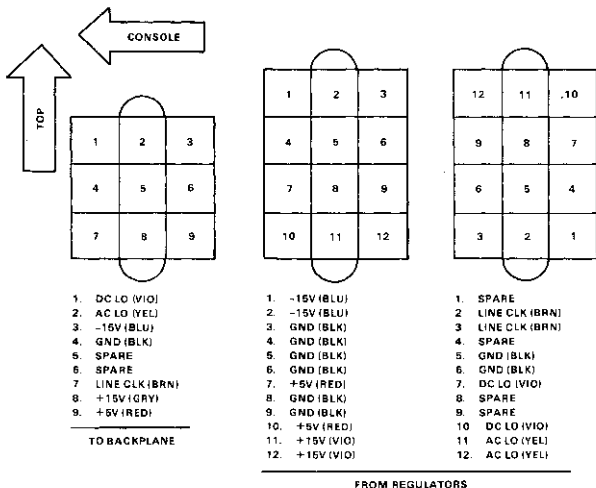 CONSOLE
TOP
1 2 3
4 5 6
7 8 9
1 2 3
4 5 6
7 8 9
10 11 12
12 11 .10
9 8 7
6 5 4
3 2 1
1. DC LO (VIO)
2. AC LO (YEL)
3. -15V (BLU)
4. GND (BLK)
5. SPARE
6. SPARE
7 LINE CLK (BRN)
8. +15V (GRY)
9. +5V (RED)
TO BACKPLANE
1. -15V (BLU)
2. -15V (BLU)
3. GND (BLK)
4. GND (BLK)
5. GND (BLK)
6. GND (BLK)
7. +5V (RED)
8. GND (BLK)
9. GND (BLK)
10. +5V (RED)
11. +15V (VIO)
12. +15V (VIO)
1. SPARE
2 LINE CLK (BRN)
3 LINE CLK (BRN)
4. SPARE
5. GND (BLK)
6. GND (BLK)
7. DC LO (VIO)
8. SPARE
9. SPARE
10 DC LO (VIO)
11 AC LO (YEL)
12. AC LO (YEL)
FROM REGULATORS